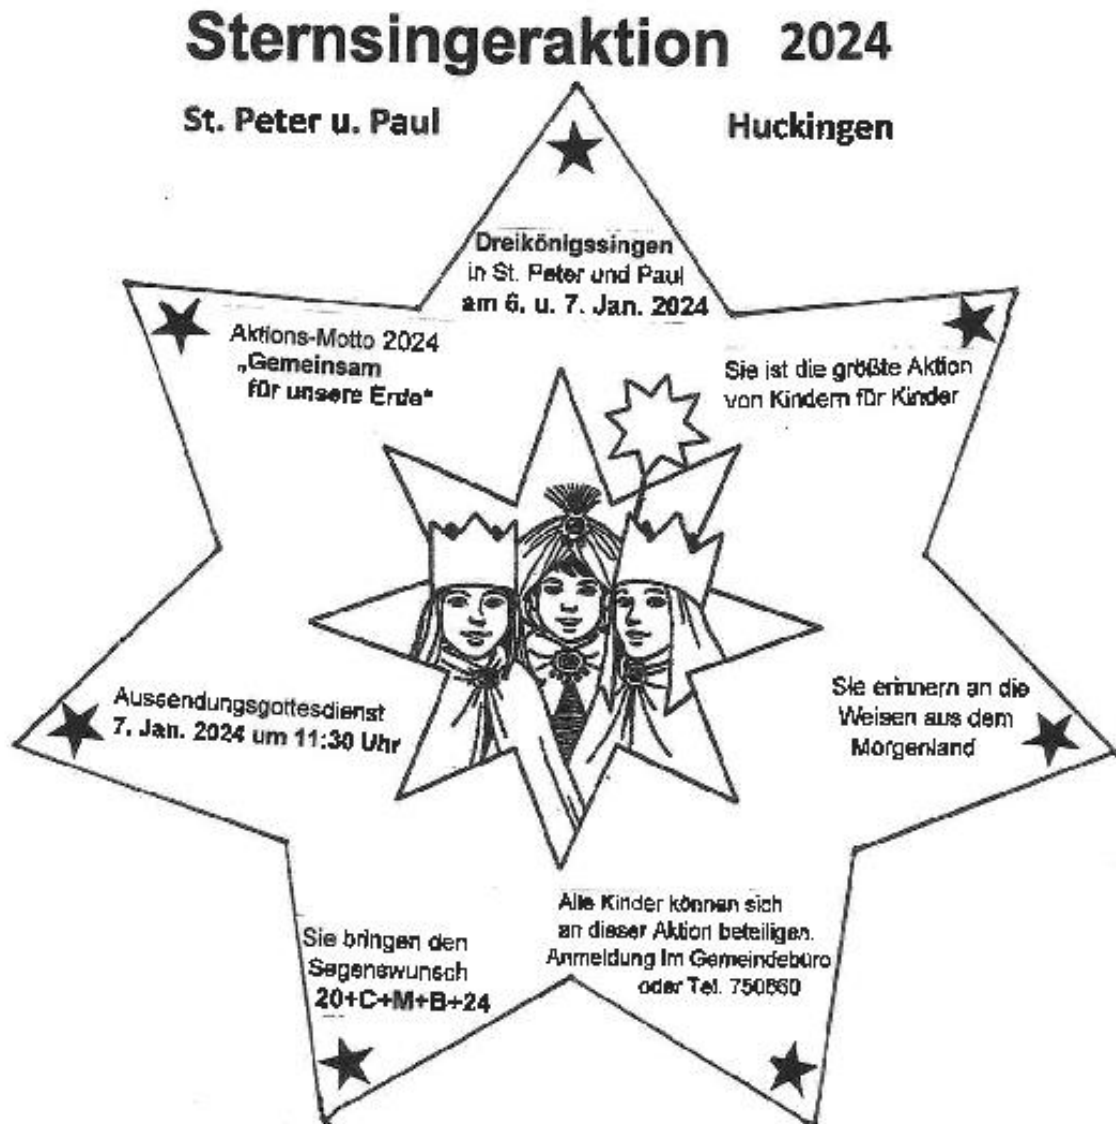 Sternsingeraktion 2024
St. Peter u. Paul Huckingen
Dreikönigssingen
in St. Peter und Paul
am 6. u. 7. Jan. 2024
Aktions-Motto 2024
„Gemeinsam
für unsere Erde"
Sie ist die größte Aktion
von Kindern für Kinder
Aussendungsgottesdienst
7. Jan. 2024 um 11:30 Uhr
Sie erinnern an die
Weisen aus dem
Morgenland
Sie bringen den
Segenswunsch
20+C+M+B+24
Alle Kinder können sich
an dieser Aktion beteiligen.
Anmeldung im Gemeindebüro
oder Tel. 750660